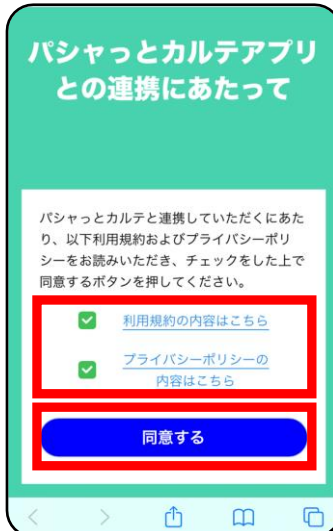 パシャっとカルテアプリ
との連携にあたって
パシャっとカルテと連携していただくにあた
り、以下利用規約およびプライバシーポリ
シーをお読みいただき、チェックをした上で
同意するボタンを押してください。
利用規約の内容はこちら
プライバシーポリシーの
内容はこちら
同意する